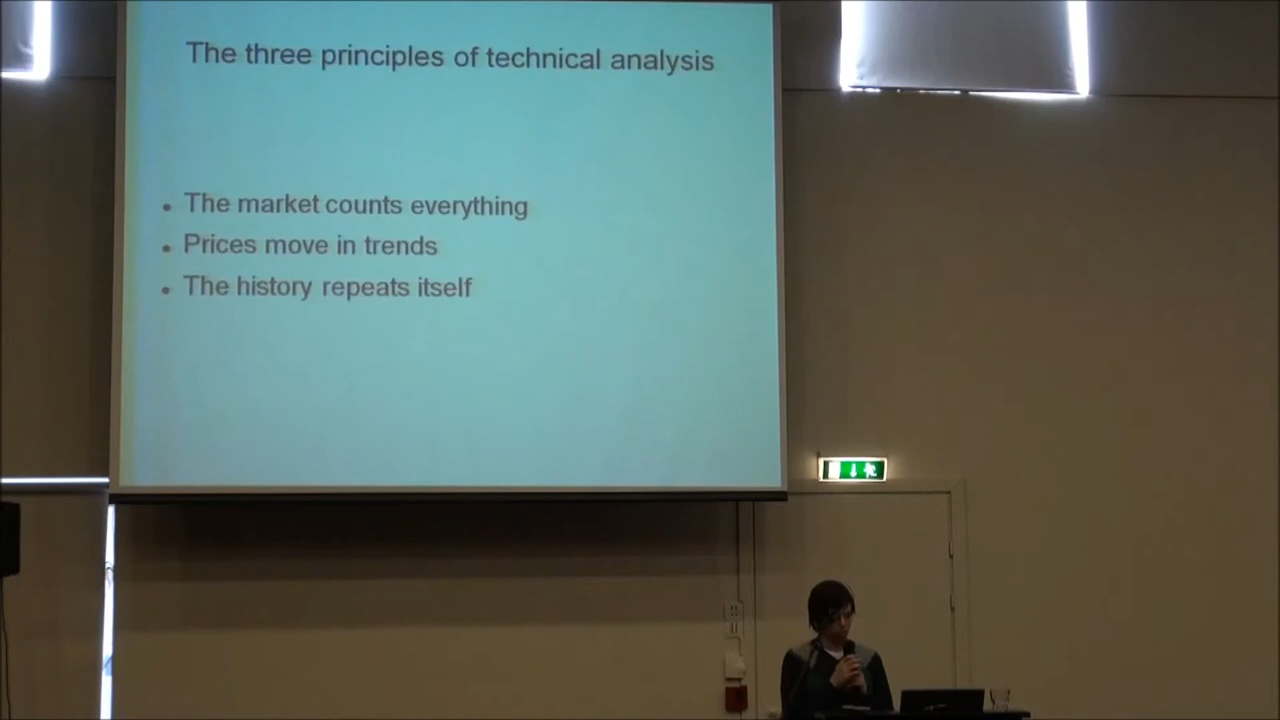 The three principles of technical analysis
The market counts everything
Prices move in trends
The history repeats itself